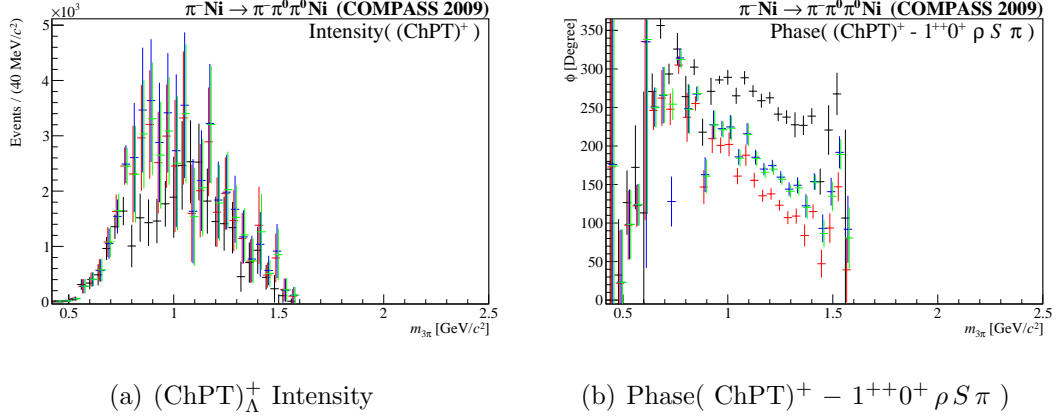 π⁻Ni → π⁻π⁰π⁰Ni (COMPASS 2009)
Intensity( (ChPT)⁺ )
×10³
Events / (40 MeV/c²)
5
4
3
2
1
0
0.5 1 1.5 2 2.5
m₃π [GeV/c²]
(a) (ChPT)⁺_Λ Intensity
π⁻Ni → π⁻π⁰π⁰Ni (COMPASS 2009)
Phase( (ChPT)⁺ - 1⁺⁺0⁺ ρ S π )
ϕ [Degree]
350
300
250
200
150
100
50
0
0.5 1 1.5 2 2.5
m₃π [GeV/c²]
(b) Phase( ChPT)⁺ − 1⁺⁺0⁺ ρ S π )